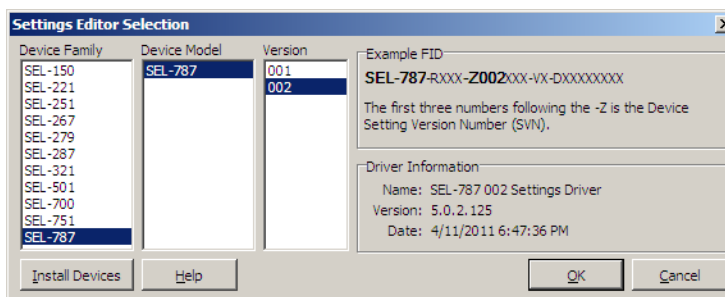 Settings Editor Selection
Device Family
Device Model
Version
SEL-150
SEL-221
SEL-251
SEL-267
SEL-279
SEL-287
SEL-321
SEL-501
SEL-700
SEL-751
SEL-787
SEL-787
001
002
Example FID
SEL-787-RXXX-Z002XXX-VX-DXXXXXXXX
The first three numbers following the -Z is the Device
Setting Version Number (SVN).
Driver Information
Name: SEL-787 002 Settings Driver
Version: 5.0.2.125
Date: 4/11/2011 6:47:36 PM
Install Devices
Help
OK
Cancel